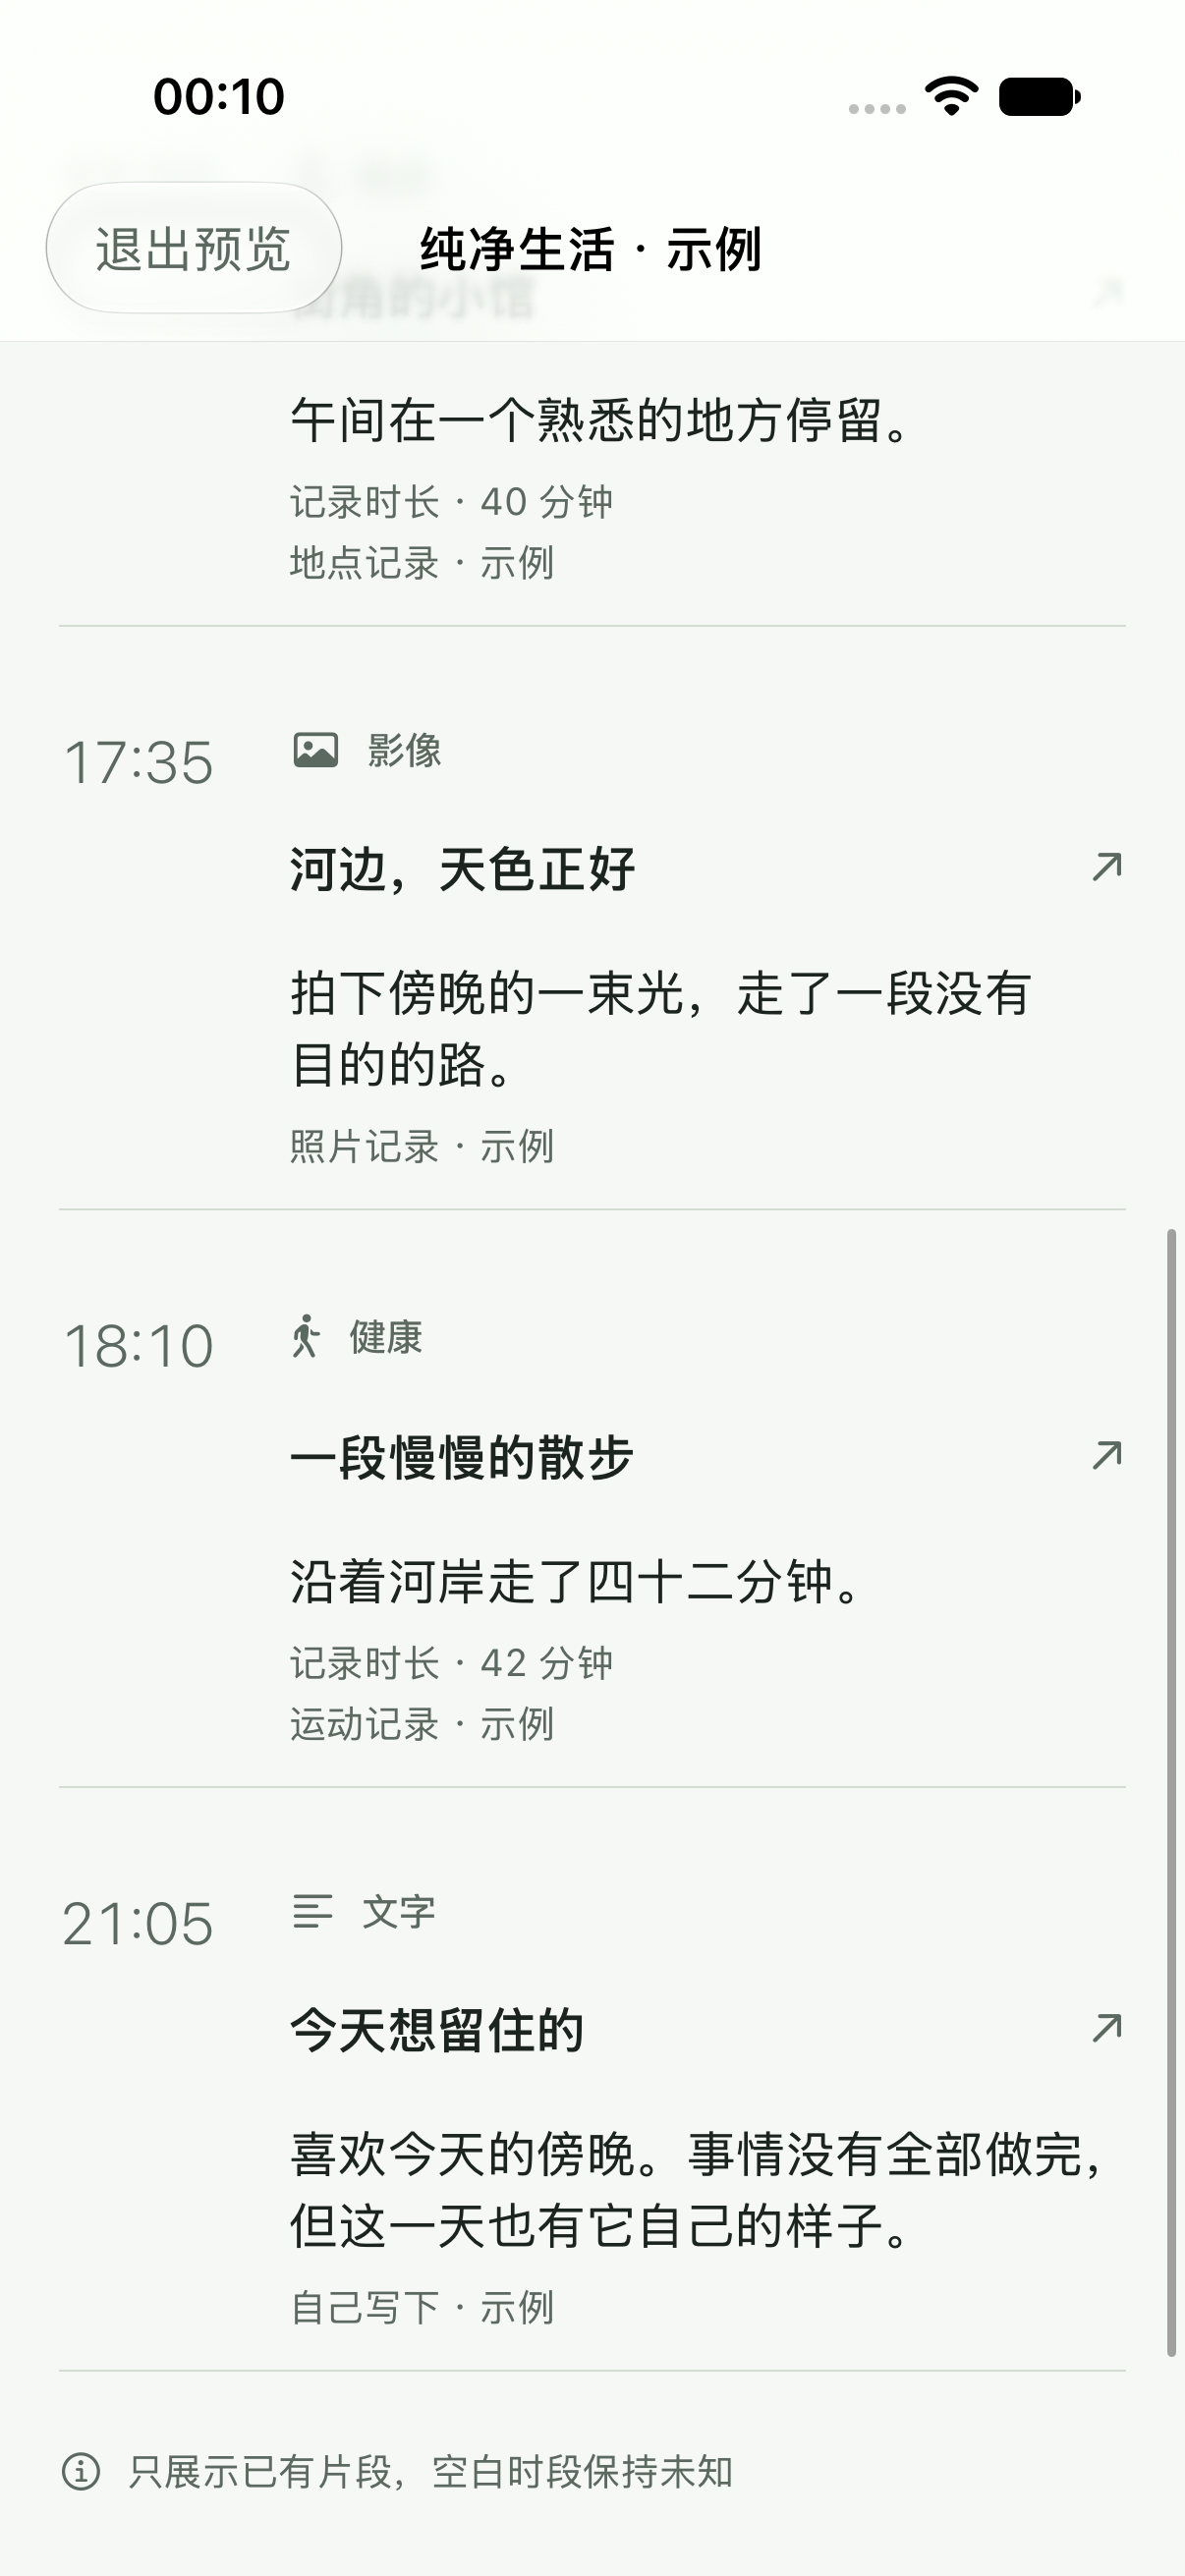 00:10
退出预览
纯净生活 · 示例
街角的小馆
午间在一个熟悉的地方停留。
记录时长 · 40 分钟
地点记录 · 示例
17:35
影像
河边，天色正好
拍下傍晚的一束光，走了一段没有
目的的路。
照片记录 · 示例
18:10
健康
一段慢慢的散步
沿着河岸走了四十二分钟。
记录时长 · 42 分钟
运动记录 · 示例
21:05
文字
今天想留住的
喜欢今天的傍晚。事情没有全部做完，
但这一天也有它自己的样子。
自己写下 · 示例
只展示已有片段，空白时段保持未知